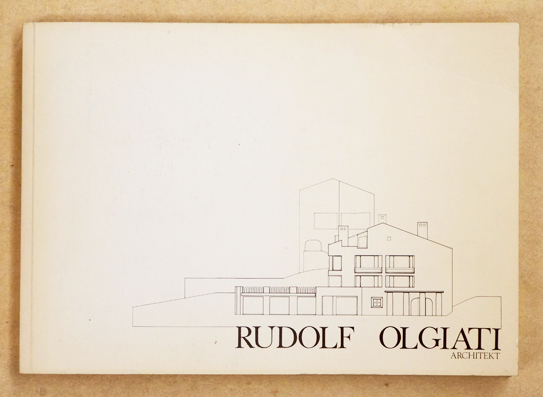 RUDOLF OLGIATI
ARCHITEKT